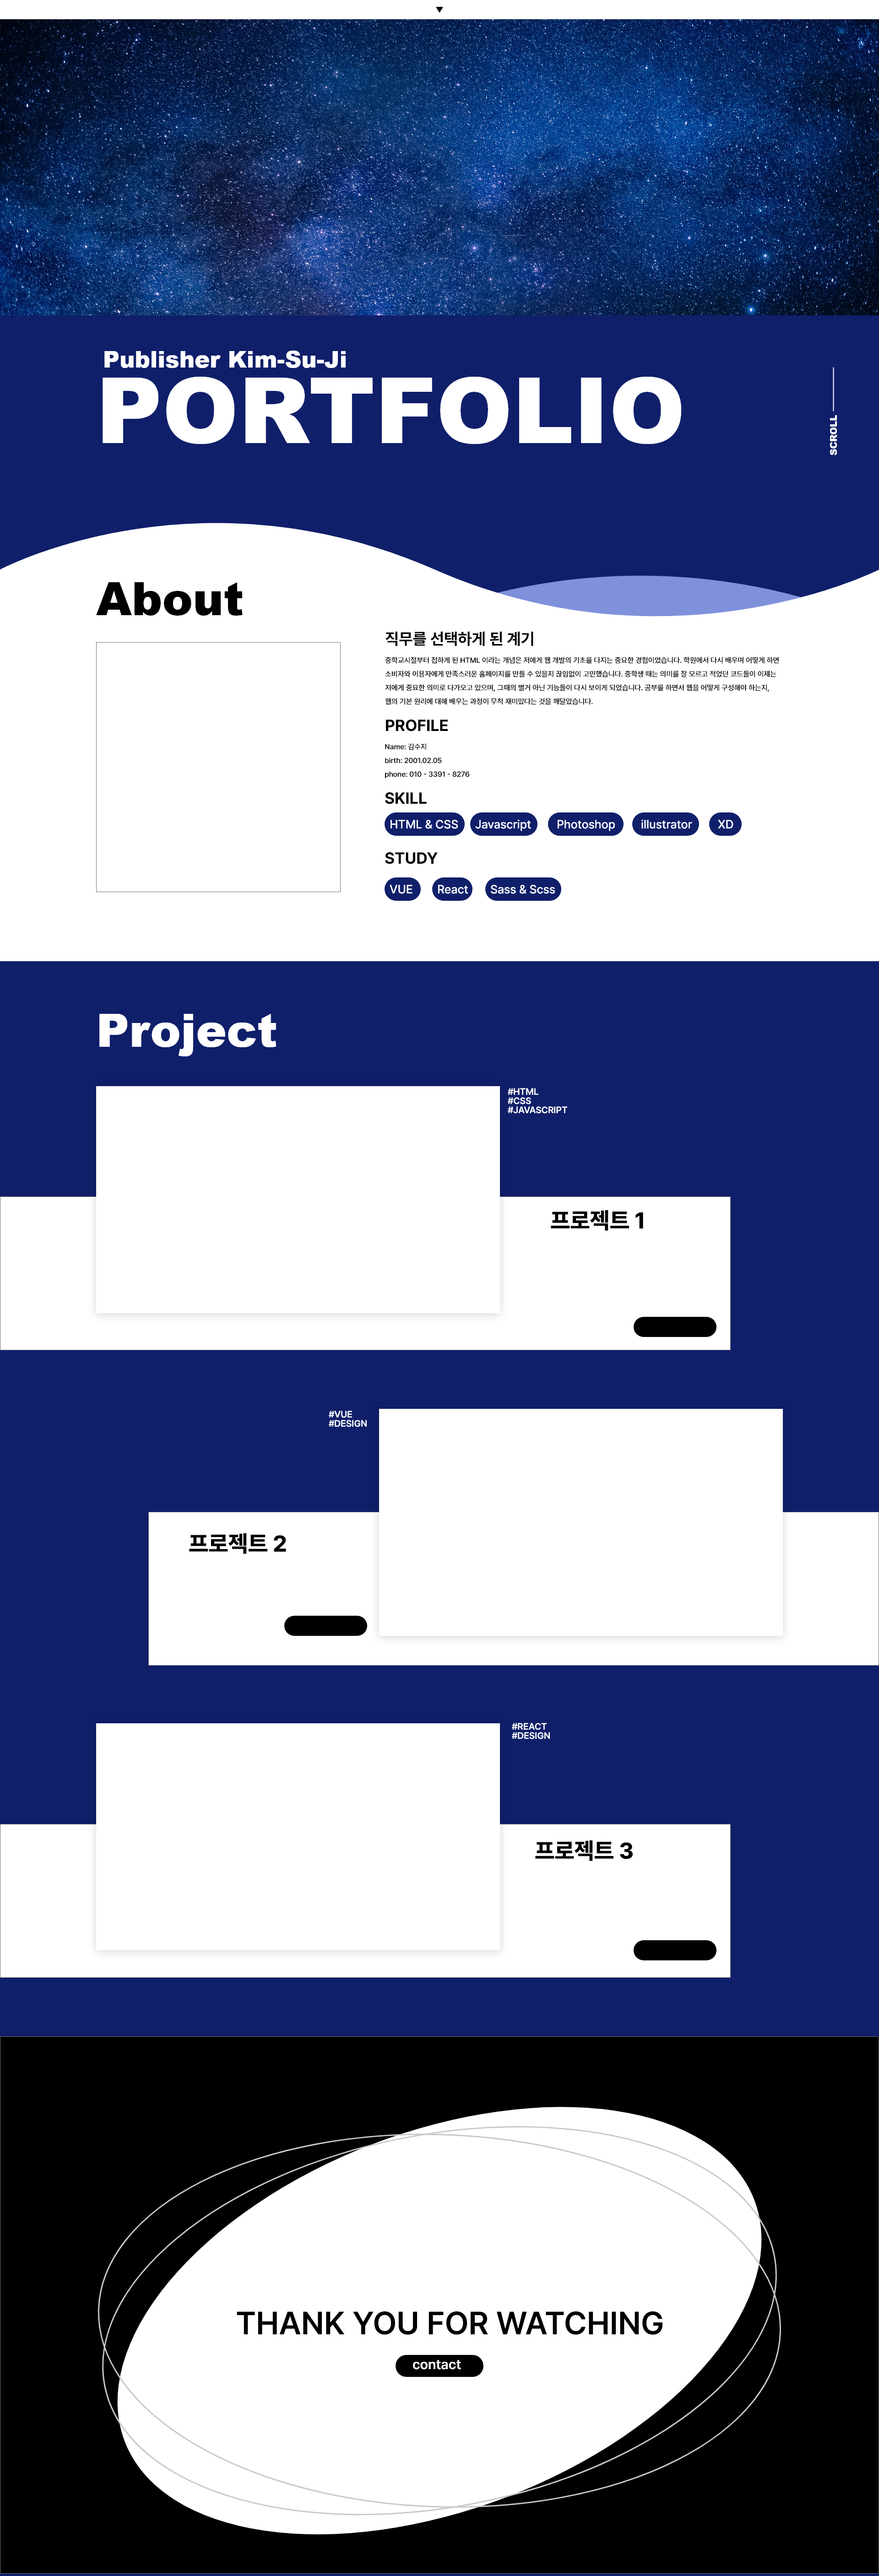 Publisher Kim-Su-Ji
PORTFOLIO
SCROLL
About
직무를 선택하게 된 계기
중학교시절부터 접하게 된 HTML 이라는 개념은 저에게 웹 개발의 기초를 다지는 중요한 경험이었습니다. 학원에서 다시 배우며 어떻게 하면
소비자와 이용자에게 만족스러운 홈페이지를 만들 수 있을지 끊임없이 고민했습니다. 중학생 때는 의미를 잘 모르고 적었던 코드들이 이제는
저에게 중요한 의미로 다가오고 있으며, 그때의 별거 아닌 기능들이 다시 보이게 되었습니다. 공부를 하면서 웹을 어떻게 구성해야 하는지,
웹의 기본 원리에 대해 배우는 과정이 무척 재미있다는 것을 깨달았습니다.
PROFILE
Name: 김수지
birth: 2001.02.05
phone: 010 - 3391 - 8276
SKILL
HTML & CSS Javascript Photoshop illustrator XD
STUDY
VUE React Sass & Scss
Project
#HTML
#CSS
#JAVASCRIPT
프로젝트 1
#VUE
#DESIGN
프로젝트 2
#REACT
#DESIGN
프로젝트 3
THANK YOU FOR WATCHING
contact